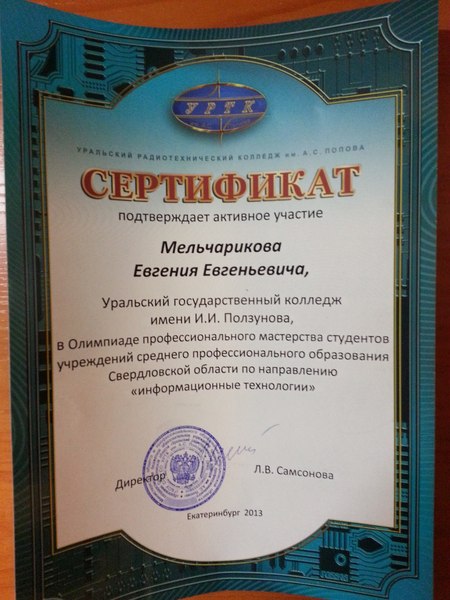 УРТК
УРАЛЬСКИЙ РАДИОТЕХНИЧЕСКИЙ КОЛЛЕДЖ им. А.С. ПОПОВА
СЕРТИФИКАТ
подтверждает активное участие
Мельчарикова
Евгения Евгеньевича,
Уральский государственный колледж
имени И.И. Ползунова,
в Олимпиаде профессионального мастерства студентов
учреждений среднего профессионального образования
Свердловской области по направлению
«информационные технологии»
Директор
Л.В. Самсонова
Екатеринбург 2013